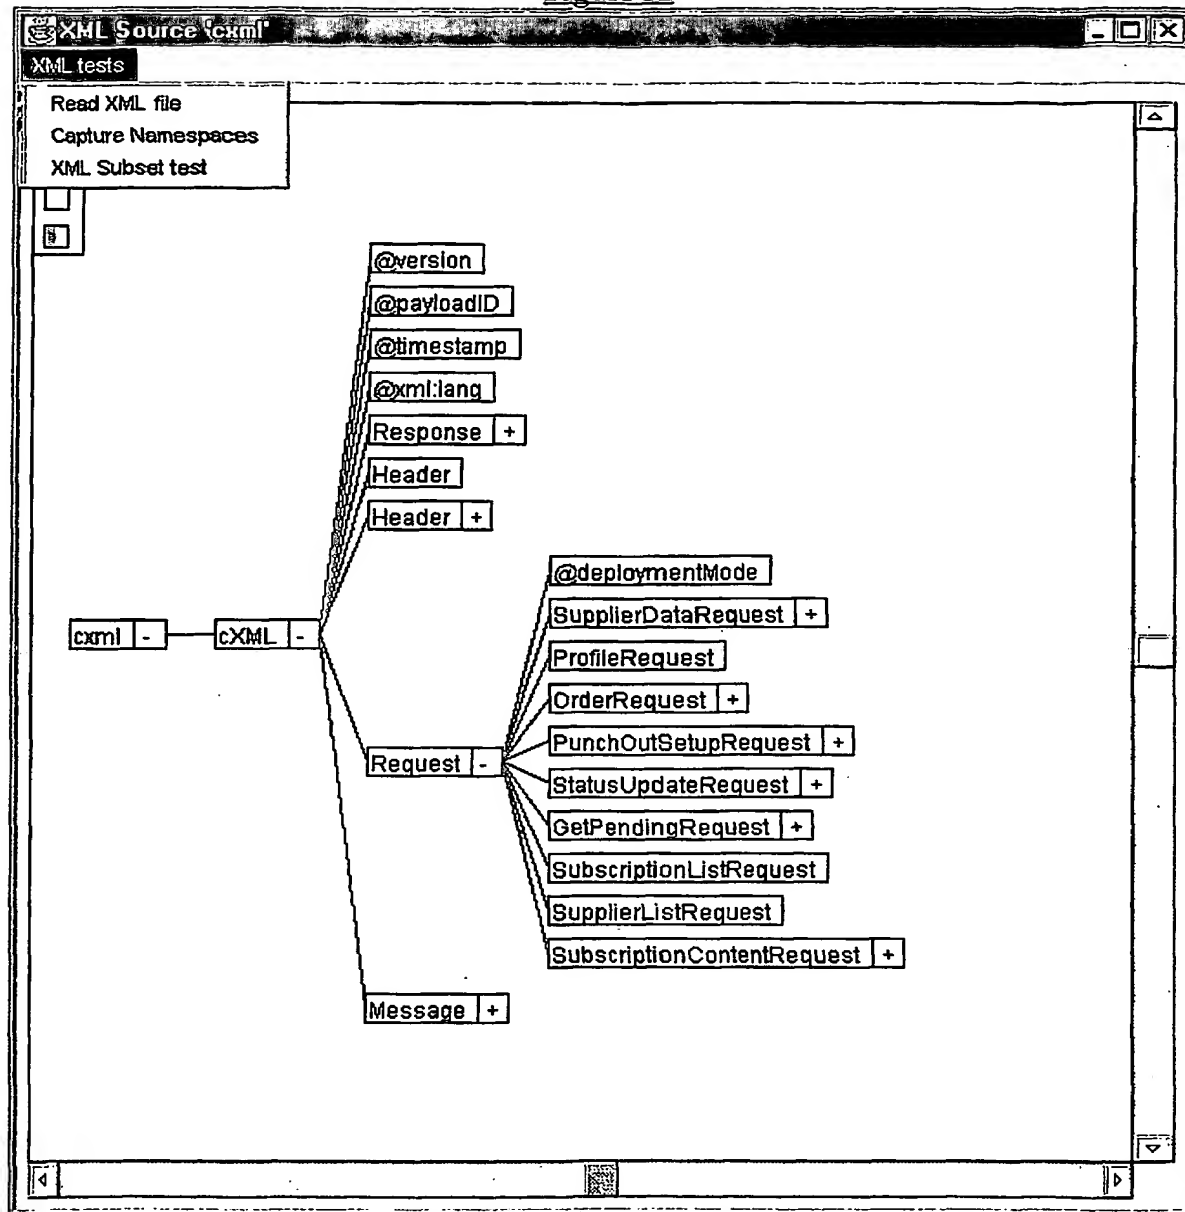 XML Source 'cxml'
XML tests
Read XML file
Capture Namespaces
XML Subset test
@version
@payloadID
@timestamp
@xml:lang
Response +
Header
Header +
@deploymentMode
SupplierDataRequest +
cxml -
cXML -
ProfileRequest
OrderRequest +
PunchOutSetupRequest +
Request -
StatusUpdateRequest +
GetPendingRequest +
SubscriptionListRequest
SupplierListRequest
SubscriptionContentRequest +
Message +